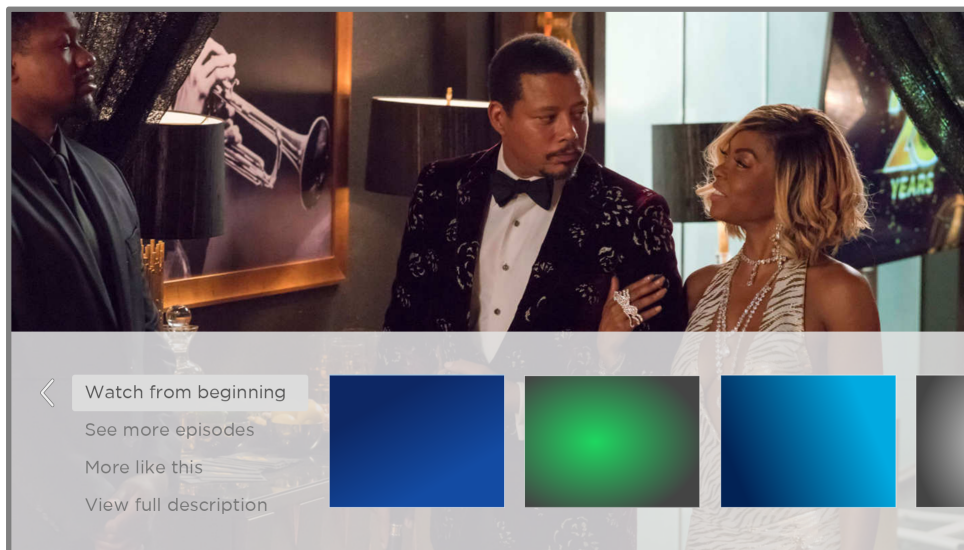 YEARS
Watch from beginning
See more episodes
More like this
View full description